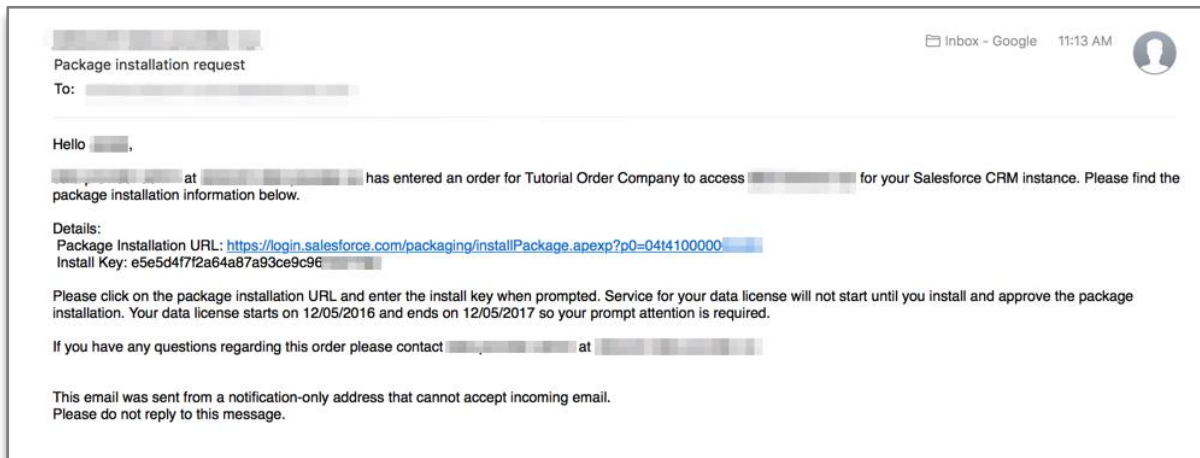 Inbox - Google 11:13 AM
Package installation request
To:
Hello ,
at has entered an order for Tutorial Order Company to access for your Salesforce CRM instance. Please find the
package installation information below.
Details:
Package Installation URL: https://login.salesforce.com/packaging/installPackage.apexp?p0=04t4100000
Install Key: e5e5d4f7f2a64a87a93ce9c96
Please click on the package installation URL and enter the install key when prompted. Service for your data license will not start until you install and approve the package
installation. Your data license starts on 12/05/2016 and ends on 12/05/2017 so your prompt attention is required.
If you have any questions regarding this order please contact at
This email was sent from a notification-only address that cannot accept incoming email.
Please do not reply to this message.